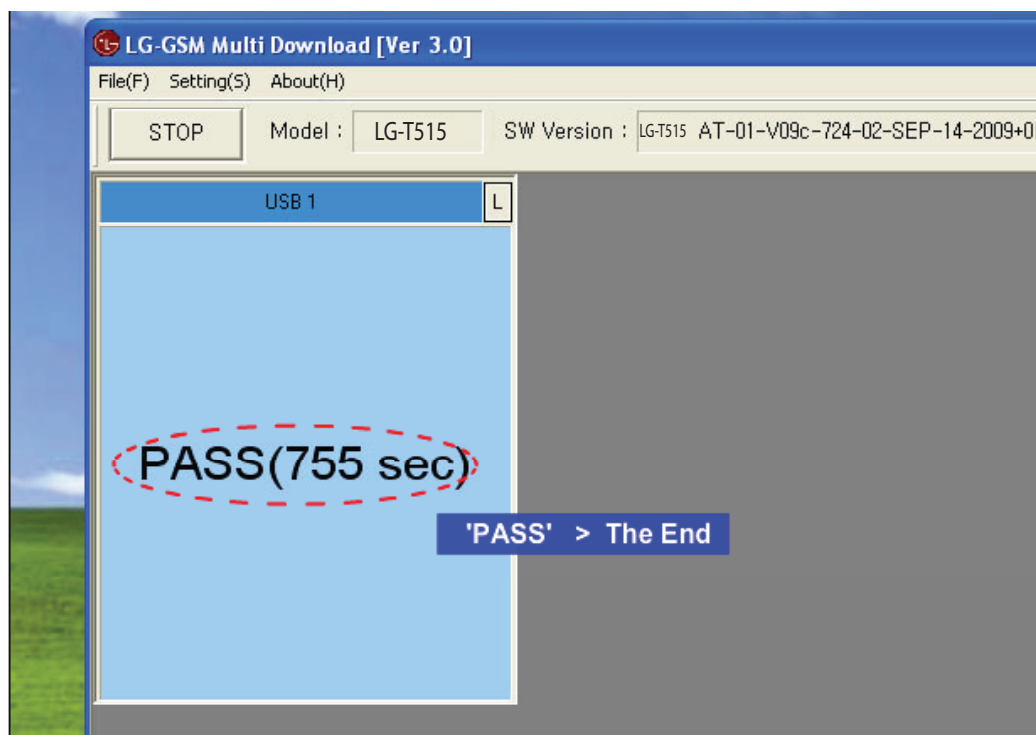 LG-GSM Multi Download [Ver 3.0]
File(F) Setting(S) About(H)
STOP Model : LG-T515 SW Version : LG-T515 AT-01-V09c-724-02-SEP-14-2009+0
USB 1 L
PASS(755 sec)
'PASS' > The End